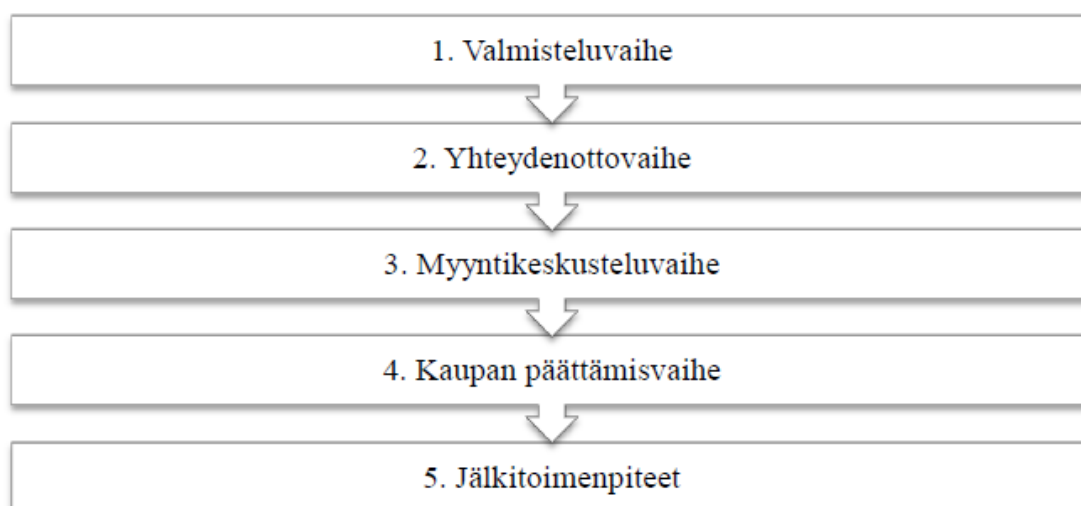 1. Valmisteluvaihe
2. Yhteydenottovaihe
3. Myyntikeskusteluvaihe
4. Kaupan päättämisvaihe
5. Jälkitoimenpiteet